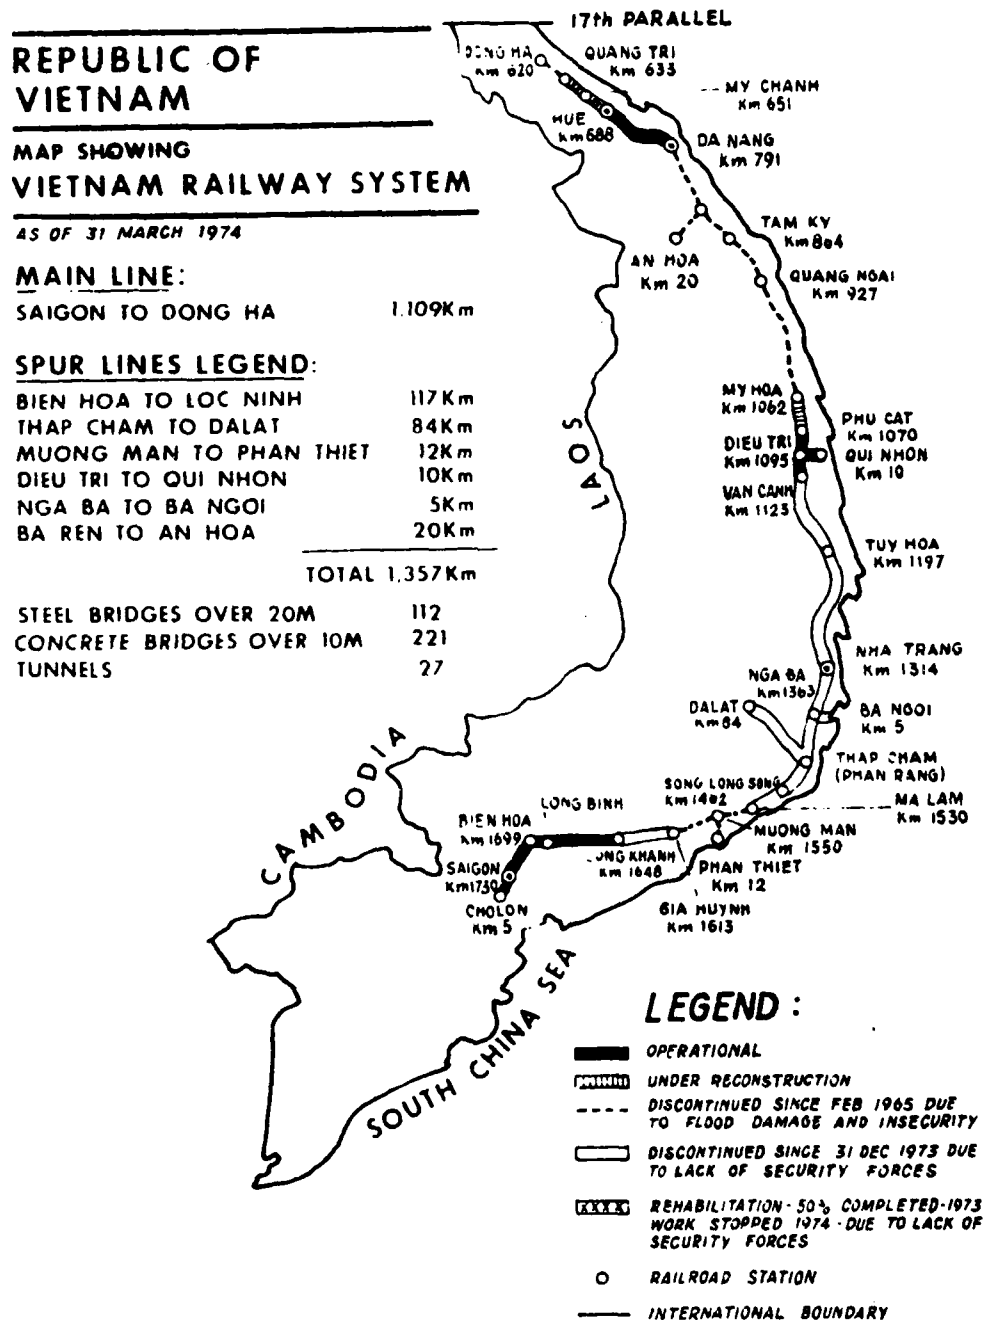 REPUBLIC OF
VIETNAM
MAP SHOWING
VIETNAM RAILWAY SYSTEM
AS OF 31 MARCH 1974
MAIN LINE:
SAIGON TO DONG HA 1.109Km
SPUR LINES LEGEND:
BIEN HOA TO LOC NINH 117Km
THAP CHAM TO DALAT 84Km
MUONG MAN TO PHAN THIET 12Km
DIEU TRI TO QUI NHON 10Km
NGA BA TO BA NGOI 5Km
BA REN TO AN HOA 20Km
TOTAL 1,357Km
STEEL BRIDGES OVER 20M 112
CONCRETE BRIDGES OVER 10M 221
TUNNELS 27
17th PARALLEL
DONG HA
Km 620
QUANG TRI
Km 633
MY CHANH
Km 651
HUE
Km688
DA NANG
Km 791
TAM KY
Km 864
AN HOA
Km 20
QUANG NGAI
Km 927
MY HOA
Km 1062
PHU CAT
Km 1070
DIEU TRI
Km 1095
QUI NHON
Km 10
VAN CANH
Km 1123
TUY HOA
Km 1197
NHA TRANG
Km 1314
NGA BA
Km1363
DALAT
Km84
BA NGOI
Km 5
THAP CHAM
(PHAN RANG)
SONG LONG SONG
MA LAM
Km 1530
MUONG MAN
Km 1550
PHAN THIET
Km 12
GIA HUYNH
Km 1613
LONG BINH
BIEN HOA
Km1699
ONG KHANH
Km 1648
SAIGON
Km1730
CHOLON
Km 5
LAOS
CAMBODIA
SOUTH CHINA SEA
LEGEND :
OPERATIONAL
UNDER RECONSTRUCTION
DISCONTINUED SINCE FEB 1965 DUE
TO FLOOD DAMAGE AND INSECURITY
DISCONTINUED SINCE 31 DEC 1973 DUE
TO LACK OF SECURITY FORCES
REHABILITATION - 50% COMPLETED-1973
WORK STOPPED 1974 - DUE TO LACK OF
SECURITY FORCES
RAILROAD STATION
INTERNATIONAL BOUNDARY